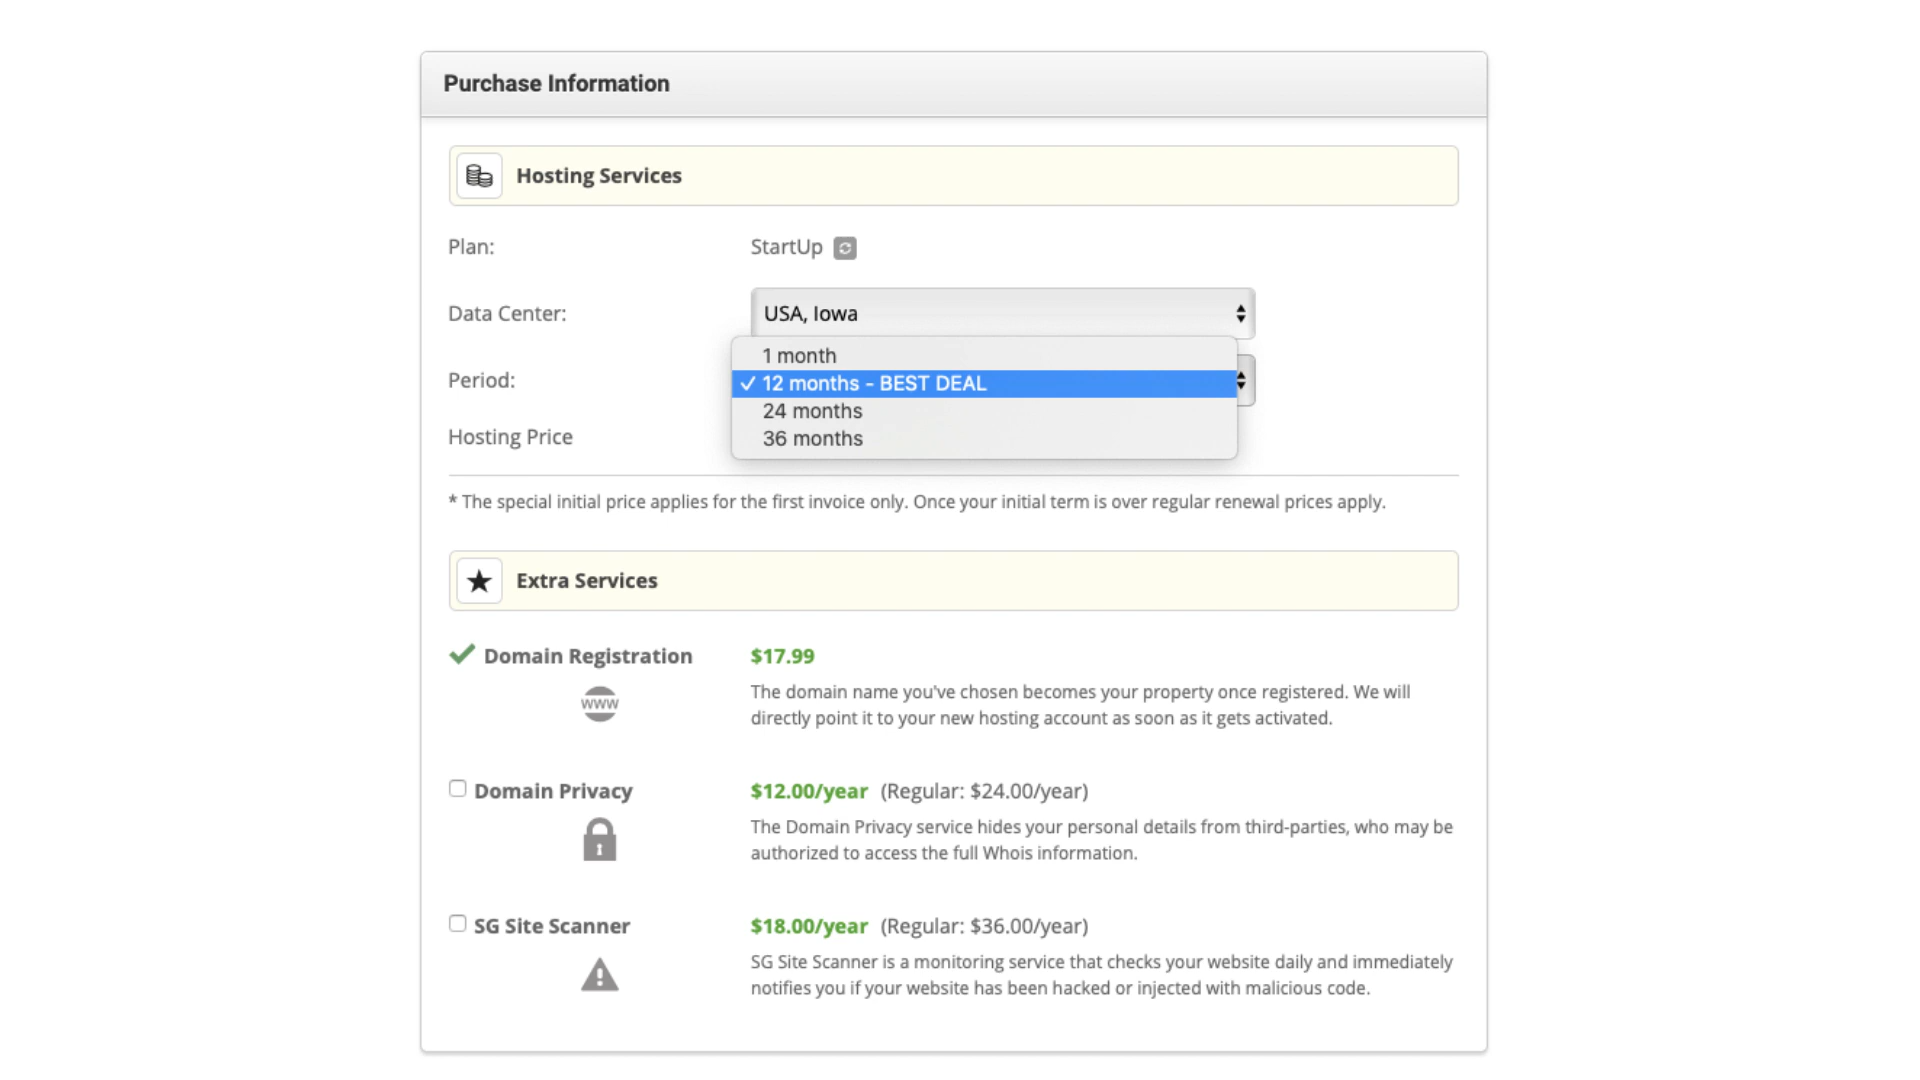 Purchase Information
Hosting Services
Plan:
StartUp
Data Center:
USA, Iowa
Period:
1 month
✓ 12 months - BEST DEAL
24 months
36 months
Hosting Price
* The special initial price applies for the first invoice only. Once your initial term is over regular renewal prices apply.
Extra Services
Domain Registration
$17.99
www
The domain name you've chosen becomes your property once registered. We will
directly point it to your new hosting account as soon as it gets activated.
Domain Privacy
$12.00/year (Regular: $24.00/year)
The Domain Privacy service hides your personal details from third-parties, who may be
authorized to access the full Whois information.
SG Site Scanner
$18.00/year (Regular: $36.00/year)
SG Site Scanner is a monitoring service that checks your website daily and immediately
notifies you if your website has been hacked or injected with malicious code.